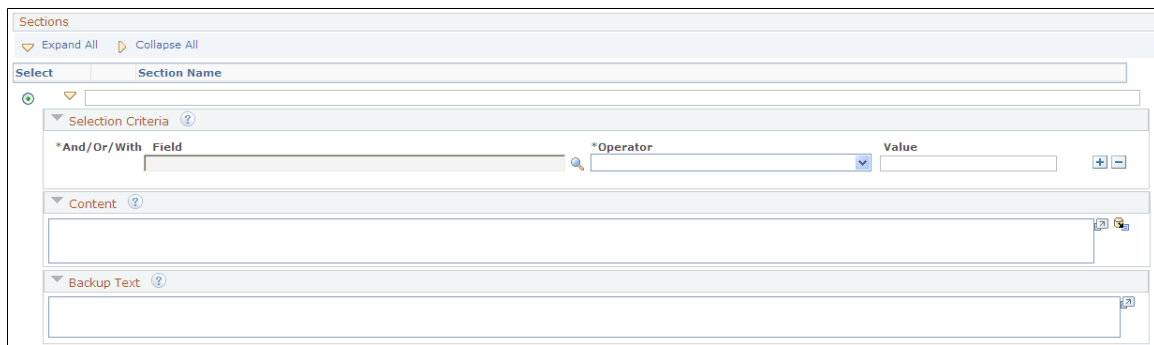 Sections
Expand All Collapse All
Select Section Name
Selection Criteria ?
*And/Or/With Field *Operator Value
Content ?
Backup Text ?